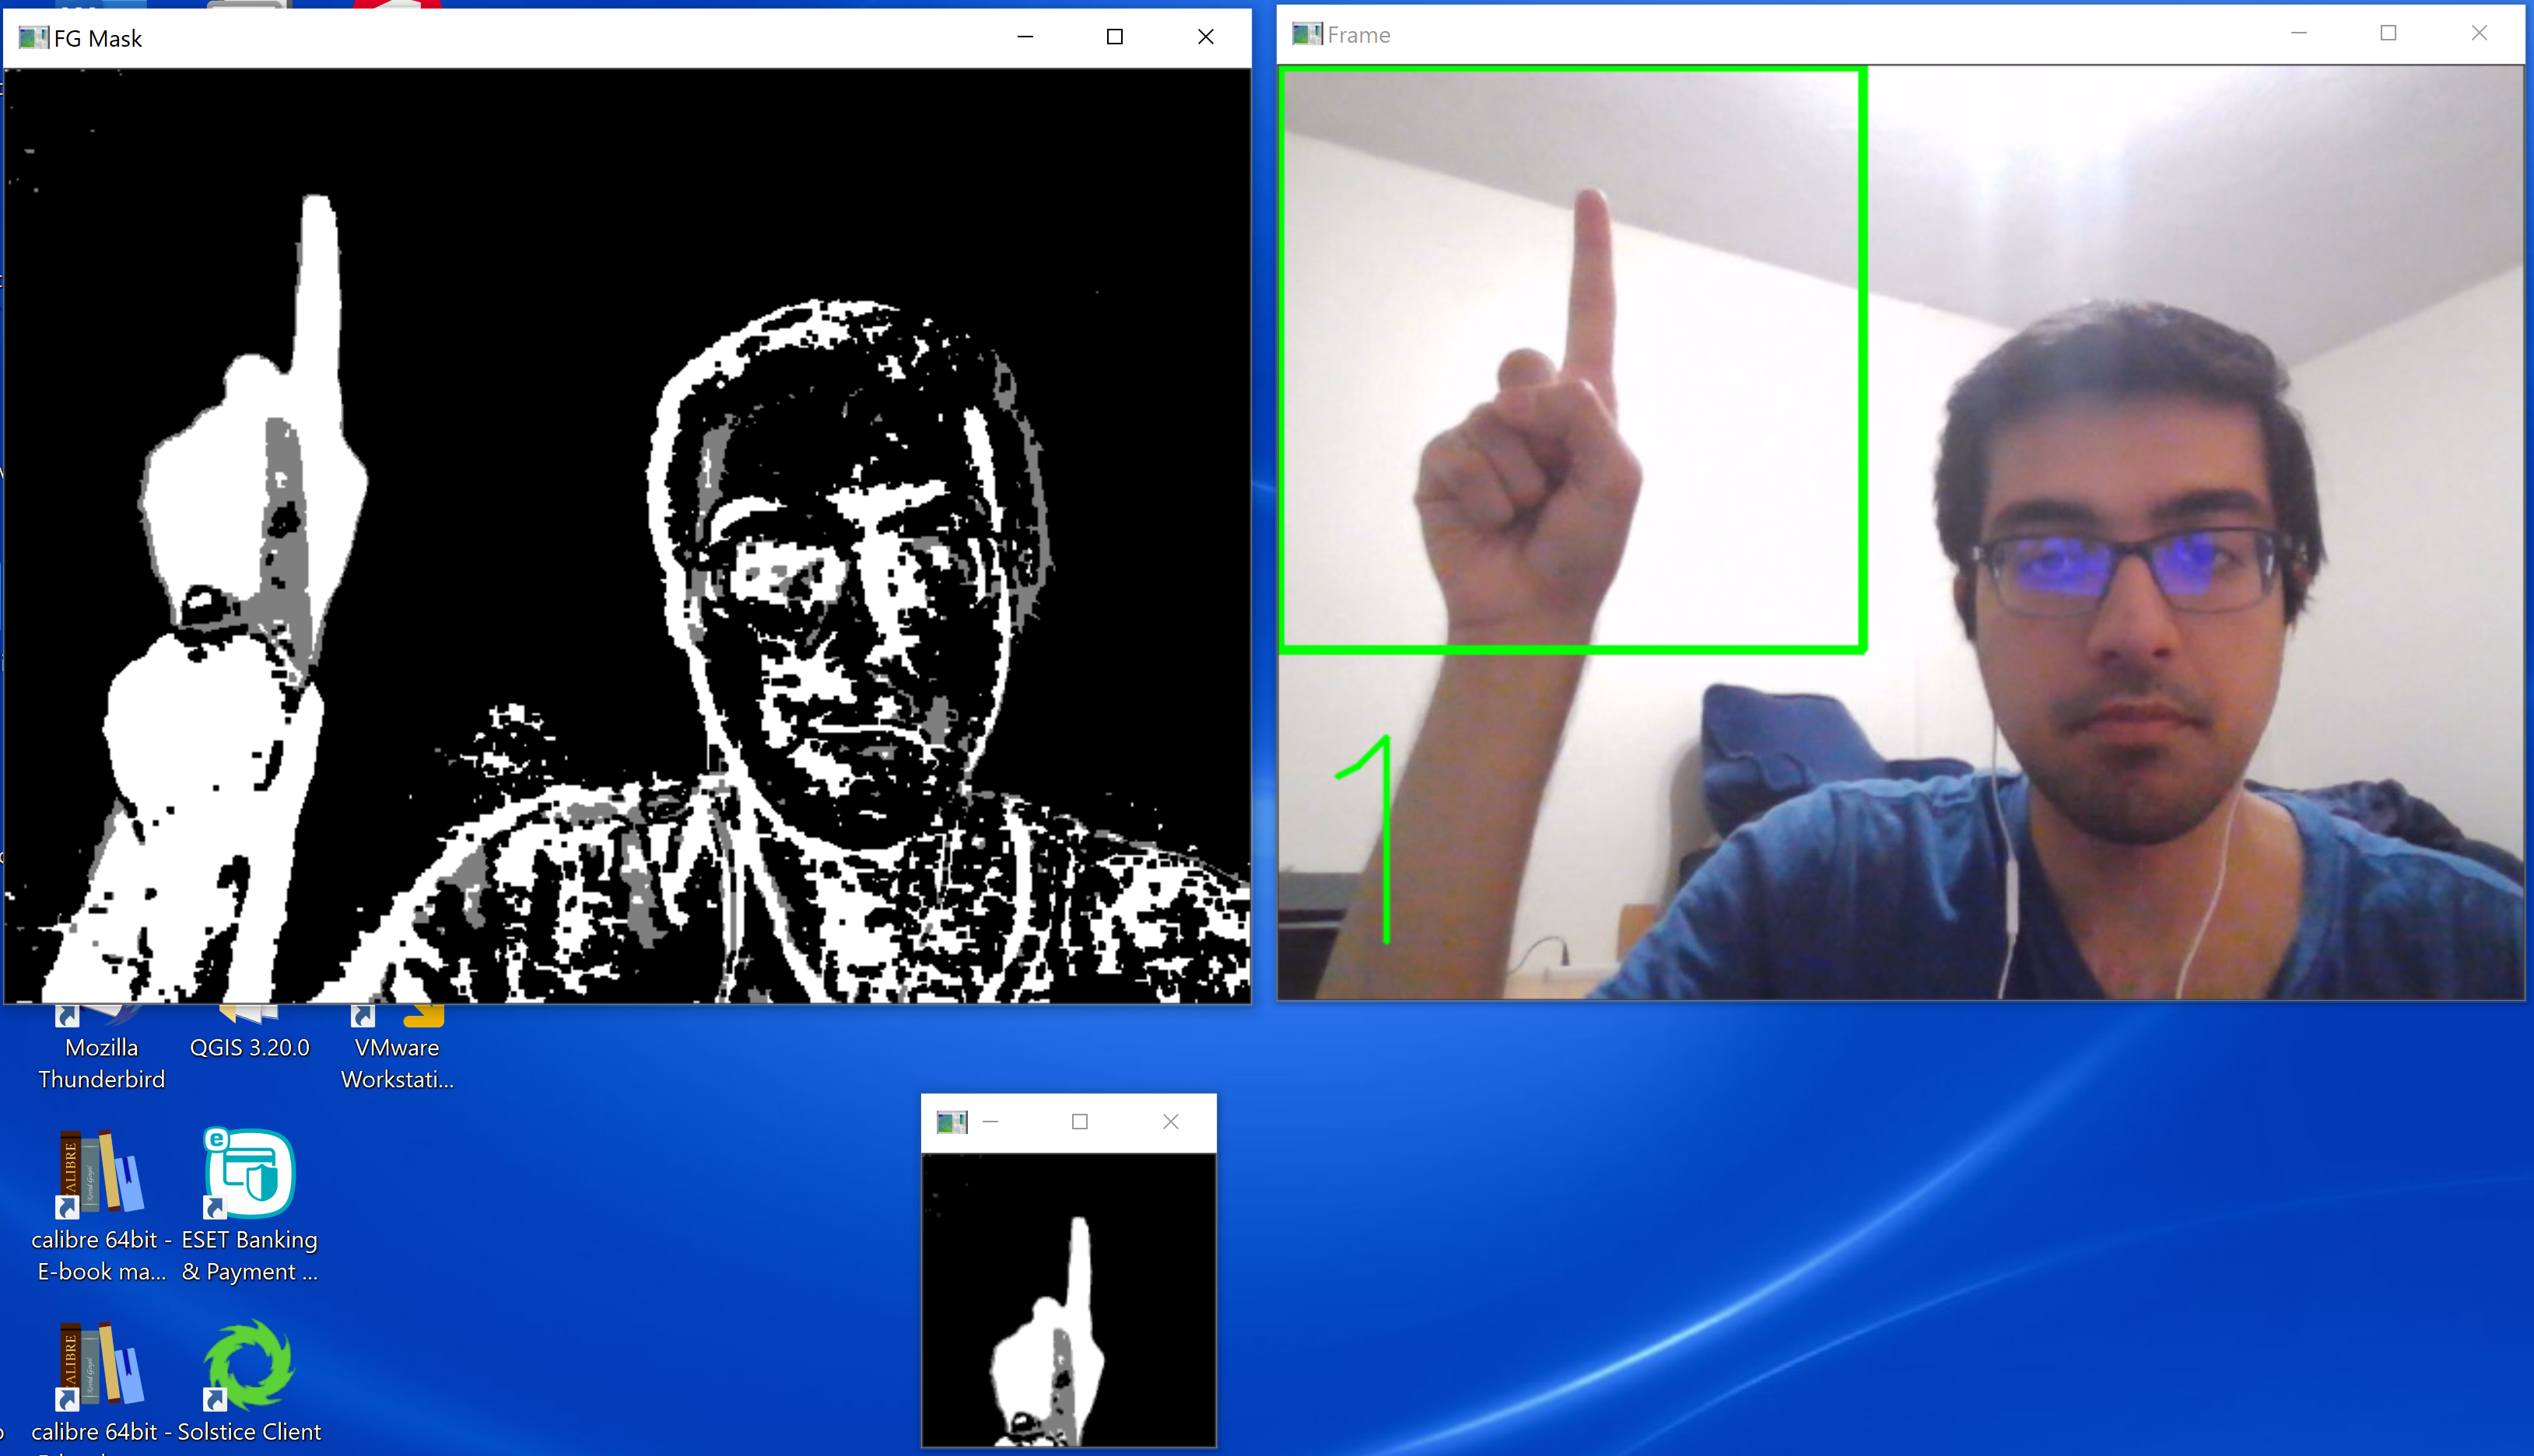 FG Mask
Frame
1
Mozilla
Thunderbird
QGIS 3.20.0
VMware
Workstati...
calibre 64bit -
E-book ma...
ESET Banking
& Payment ...
calibre 64bit -
Solstice Client